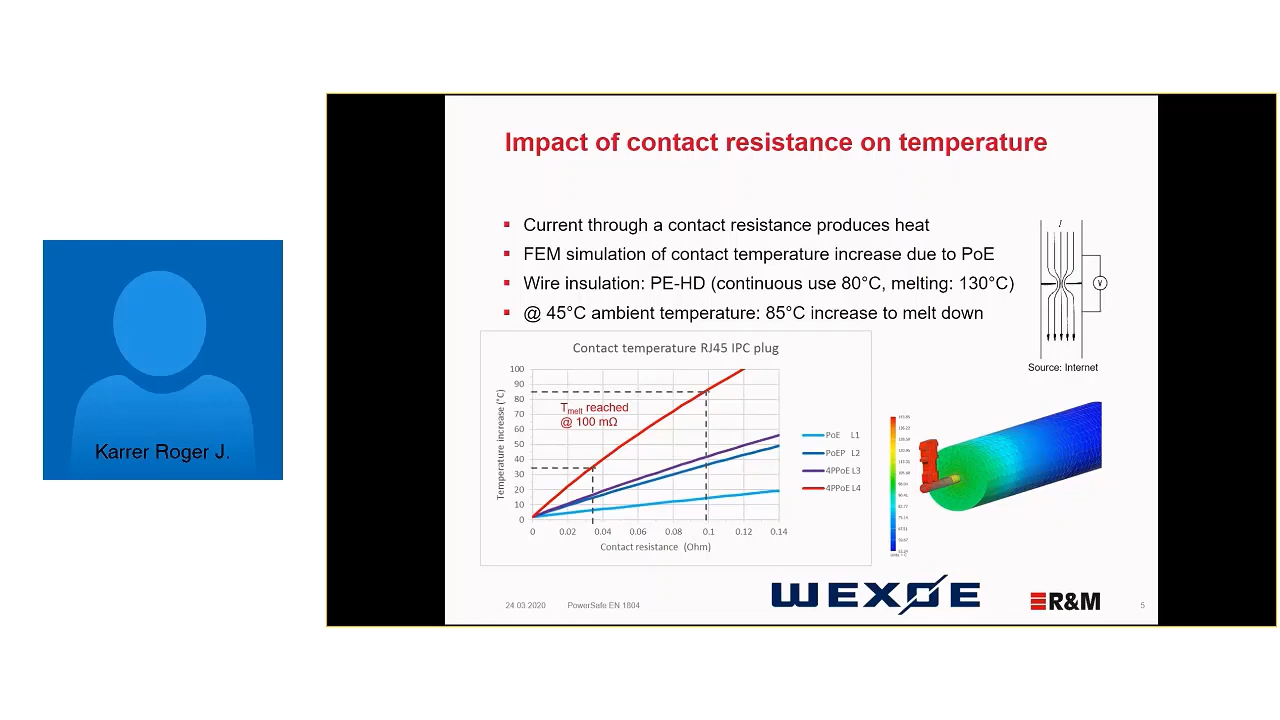 Karrer Roger J.
Impact of contact resistance on temperature
Current through a contact resistance produces heat
FEM simulation of contact temperature increase due to PoE
Wire insulation: PE-HD (continuous use 80°C, melting: 130°C)
@ 45°C ambient temperature: 85°C increase to melt down
I
V
Source: Internet
Contact temperature RJ45 IPC plug
Temperature increase (°C)
100
90
80
70
60
50
40
30
20
10
0
Tmelt reached
@ 100 mΩ
0 0.02 0.04 0.06 0.08 0.1 0.12 0.14
Contact resistance (Ohm)
PoE L1
PoEP L2
4PPoE L3
4PPoE L4
WEXØE
R&M
24.03.2020 PowerSafe EN 1804
5